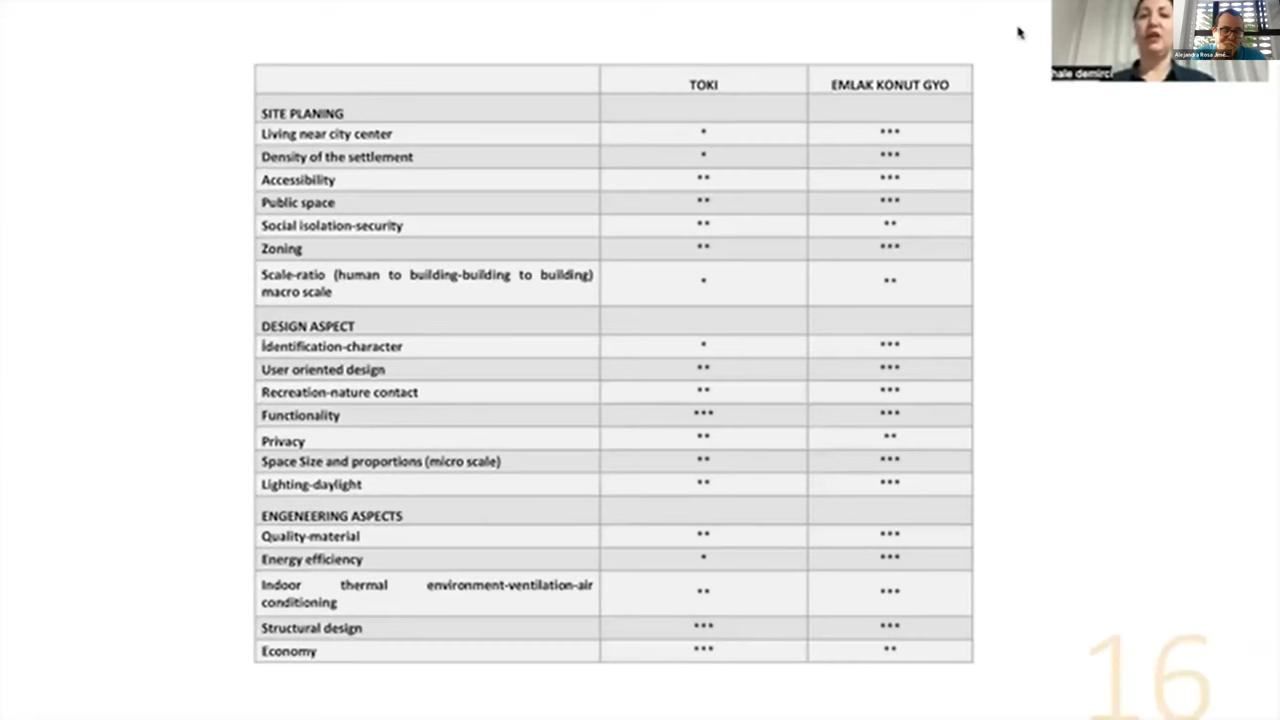 hale demirci
Alejandra Rosa Jimé...
TOKI EMLAK KONUT GYO
SITE PLANING
Living near city center * ***
Density of the settlement * ***
Accessibility ** ***
Public space ** ***
Social isolation-security ** **
Zoning ** ***
Scale-ratio (human to building-building to building)
macro scale * **
DESIGN ASPECT
İdentification-character * ***
User oriented design ** ***
Recreation-nature contact ** ***
Functionality *** ***
Privacy ** **
Space Size and proportions (micro scale) ** ***
Lighting-daylight ** ***
ENGENEERING ASPECTS
Quality-material ** ***
Energy efficiency * ***
Indoor thermal environment-ventilation-air
conditioning ** ***
Structural design *** ***
Economy *** **
16